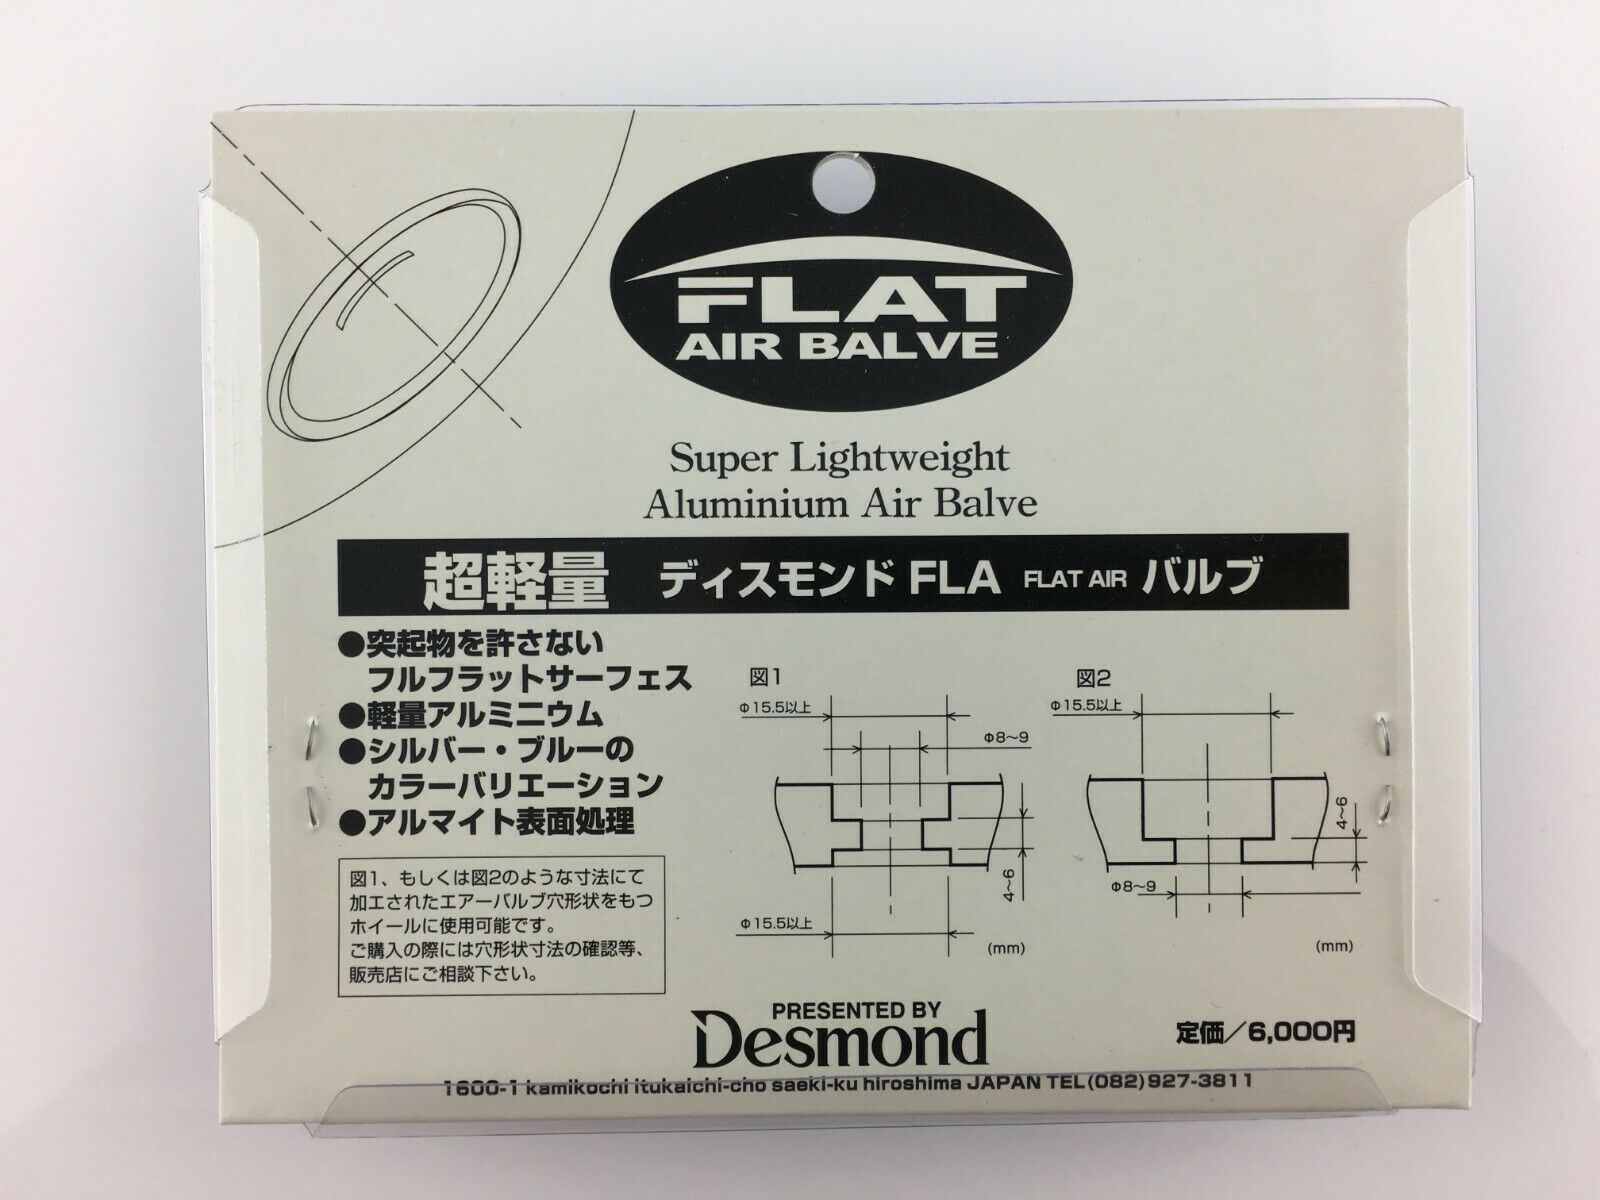 FLAT
AIR BALVE
Super Lightweight
Aluminium Air Balve
超軽量 ディスモンド FLA FLAT AIR バルブ
●突起物を許さない
フルフラットサーフェス
●軽量アルミニウム
●シルバー・ブルーの
カラーバリエーション
●アルマイト表面処理
図1、もしくは図2のような寸法にて
加工されたエアーバルブ穴形状をもつ
ホイールに使用可能です。
ご購入の際には穴形状寸法の確認等、
販売店にご相談下さい。
図1
Φ15.5以上
Φ8〜9
4〜6
Φ15.5以上
(mm)
図2
Φ15.5以上
4〜6
Φ8〜9
(mm)
PRESENTED BY
Desmond
定価/6,000円
1600-1 kamikochi itukaichi-cho saeki-ku hiroshima JAPAN TEL(082)927-3811